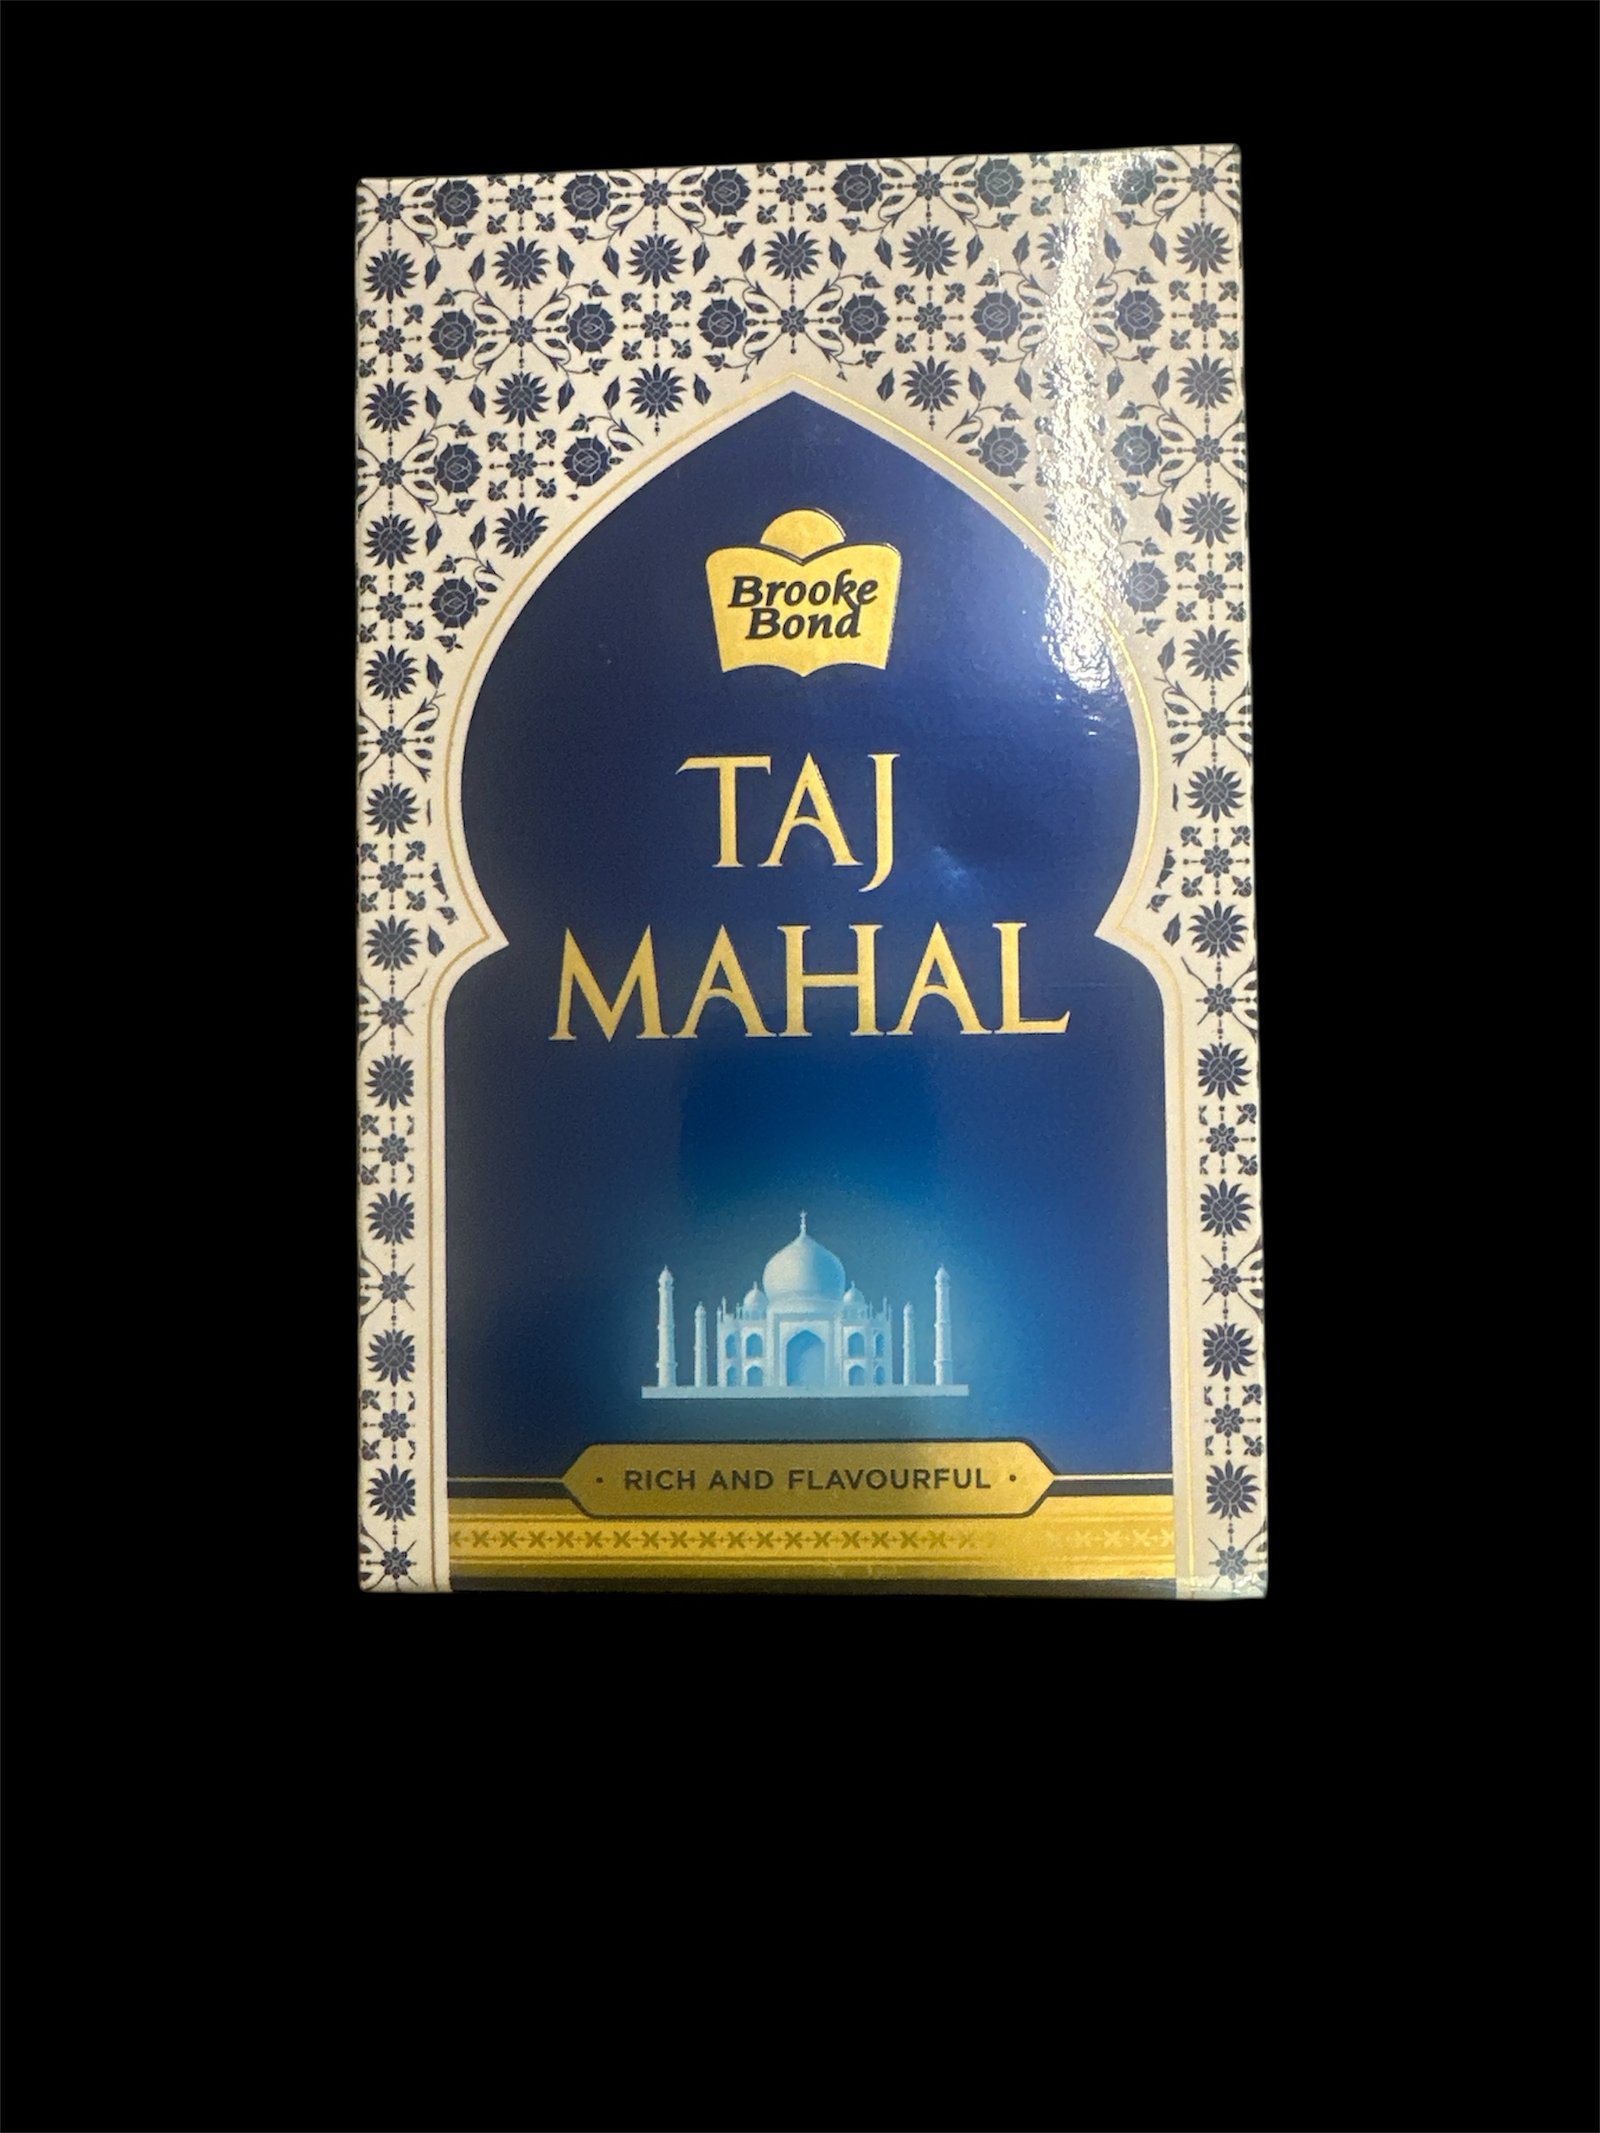 Brooke
Bond
TAJ
MAHAL
· RICH AND FLAVOURFUL ·